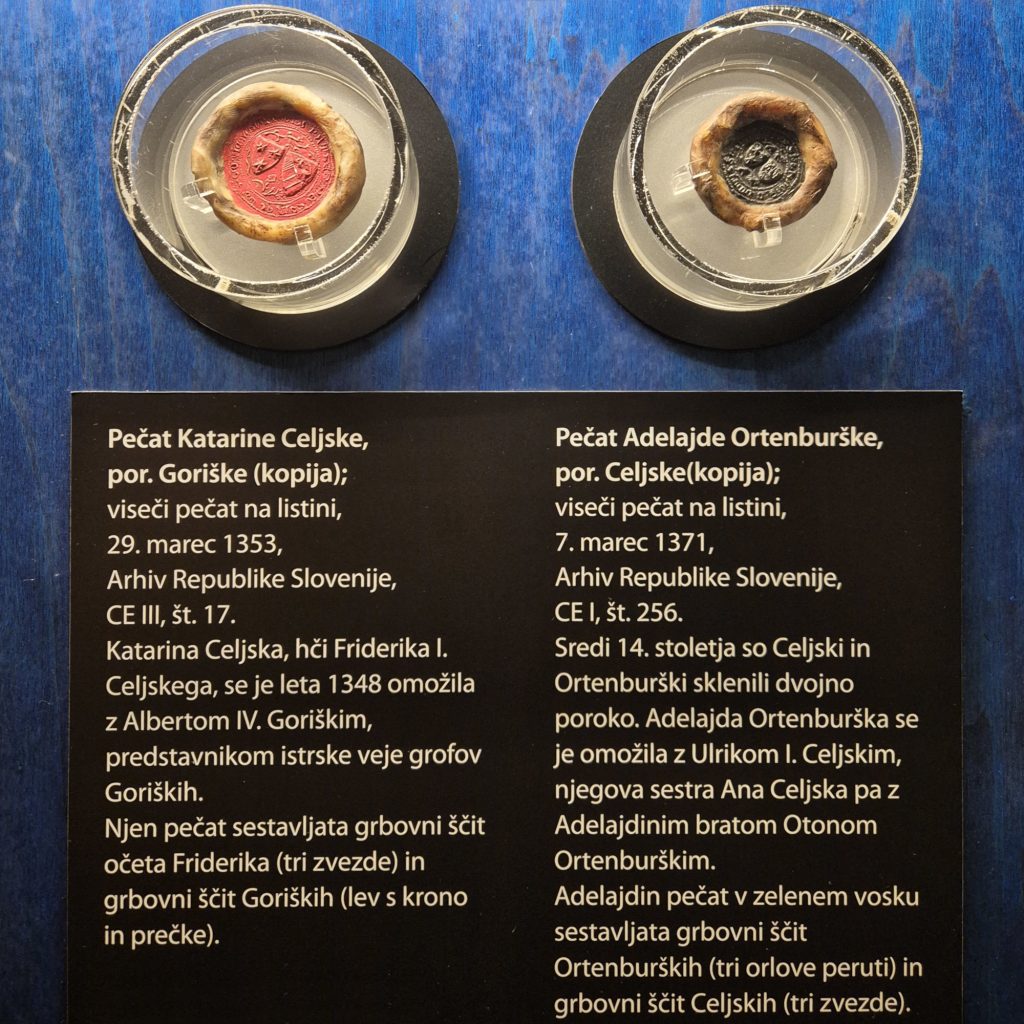 Pečat Katarine Celjske,
por. Goriške (kopija);
viseči pečat na listini,
29. marec 1353,
Arhiv Republike Slovenije,
CE III, št. 17.
Katarina Celjska, hči Friderika I.
Celjskega, se je leta 1348 omožila
z Albertom IV. Goriškim,
predstavnikom istrske veje grofov
Goriških.
Njen pečat sestavljata grbovni ščit
očeta Friderika (tri zvezde) in
grbovni ščit Goriških (lev s krono
in prečke).
Pečat Adelajde Ortenburške,
por. Celjske(kopija);
viseči pečat na listini,
7. marec 1371,
Arhiv Republike Slovenije,
CE I, št. 256.
Sredi 14. stoletja so Celjski in
Ortenburški sklenili dvojno
poroko. Adelajda Ortenburška se
je omožila z Ulrikom I. Celjskim,
njegova sestra Ana Celjska pa z
Adelajdinim bratom Otonom
Ortenburškim.
Adelajdin pečat v zelenem vosku
sestavljata grbovni ščit
Ortenburških (tri orlove peruti) in
grbovni ščit Celjskih (tri zvezde).